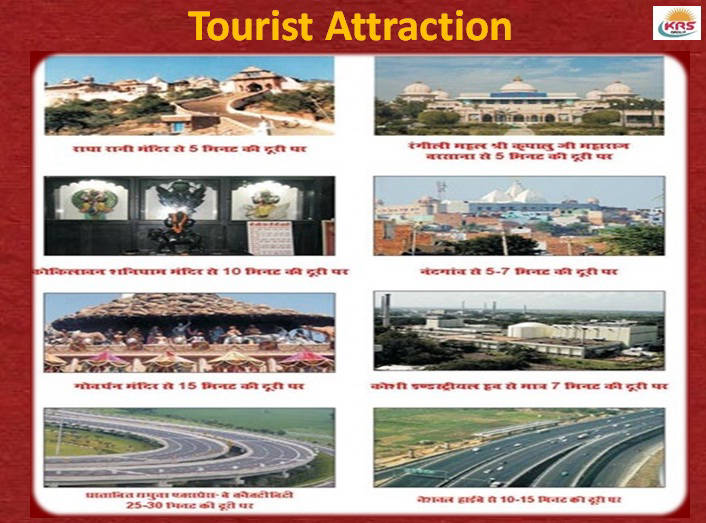 Tourist Attraction
KRS
राधा रानी मंदिर से 5 मिनट की दूरी पर
रंगीली महल श्री कृपालु जी महाराज
बरसाना से 5 मिनट की दूरी पर
कोकिलावन शनिधाम मंदिर से 10 मिनट की दूरी पर
नंदगांव से 5-7 मिनट की दूरी पर
गोवर्धन मंदिर से 15 मिनट की दूरी पर
कोशी इण्डस्ट्रीयल हब से मात्र 7 मिनट की दूरी पर
यमुना एक्सप्रेस-वे कनेक्टीविटी
25-30 मिनट की दूरी पर
नेशनल हाईवे से 10-15 मिनट की दूरी पर